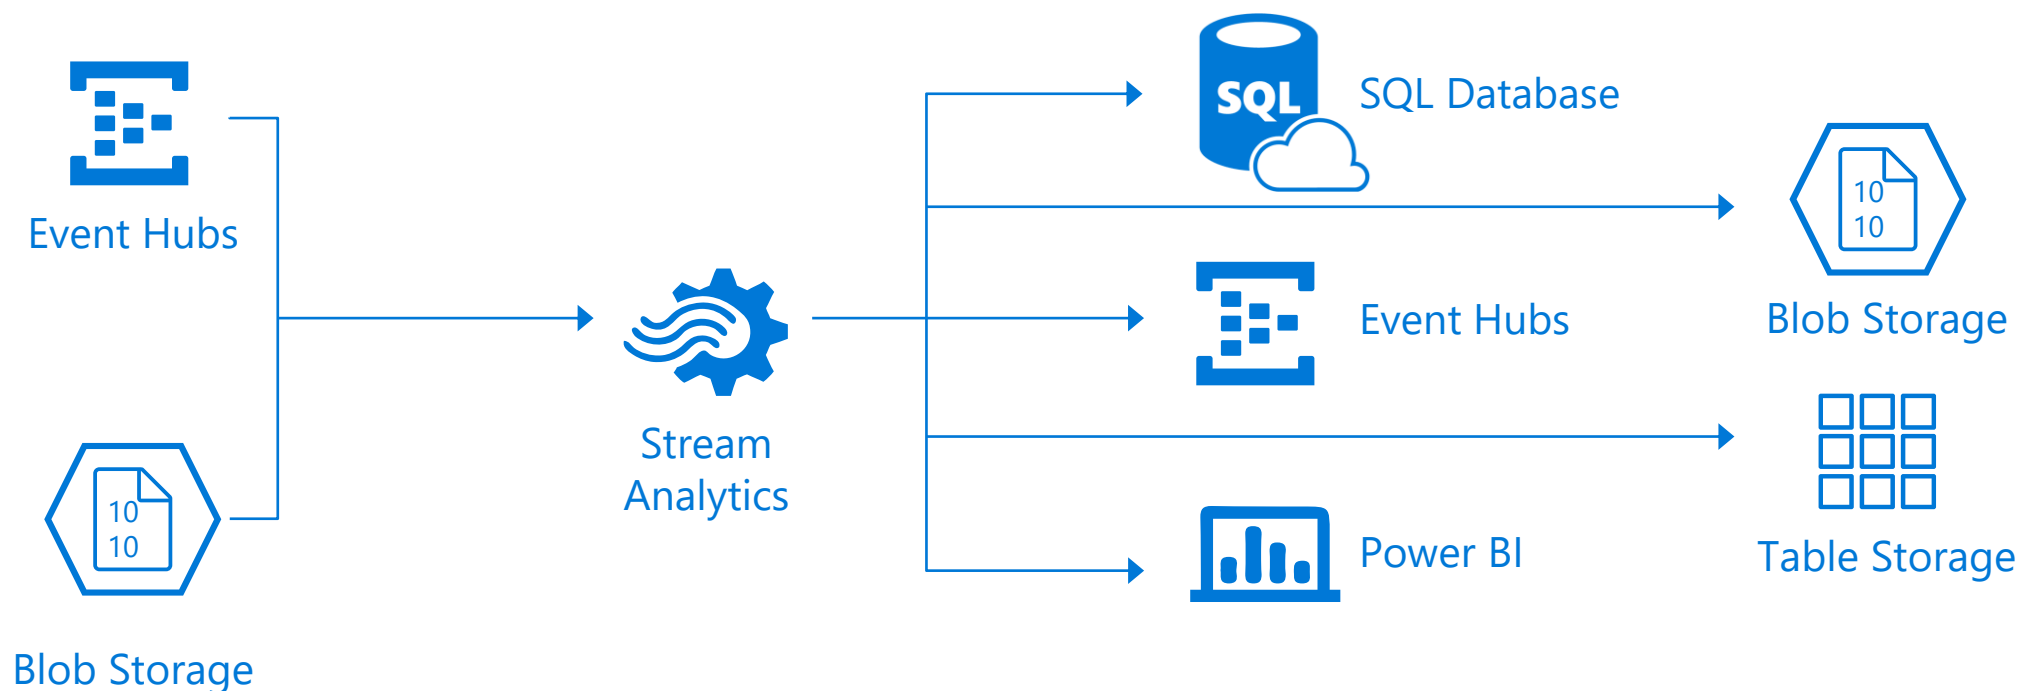 Event Hubs
10
10
Blob Storage
Stream
Analytics
SQL
SQL Database
Event Hubs
Power BI
10
10
Blob Storage
Table Storage